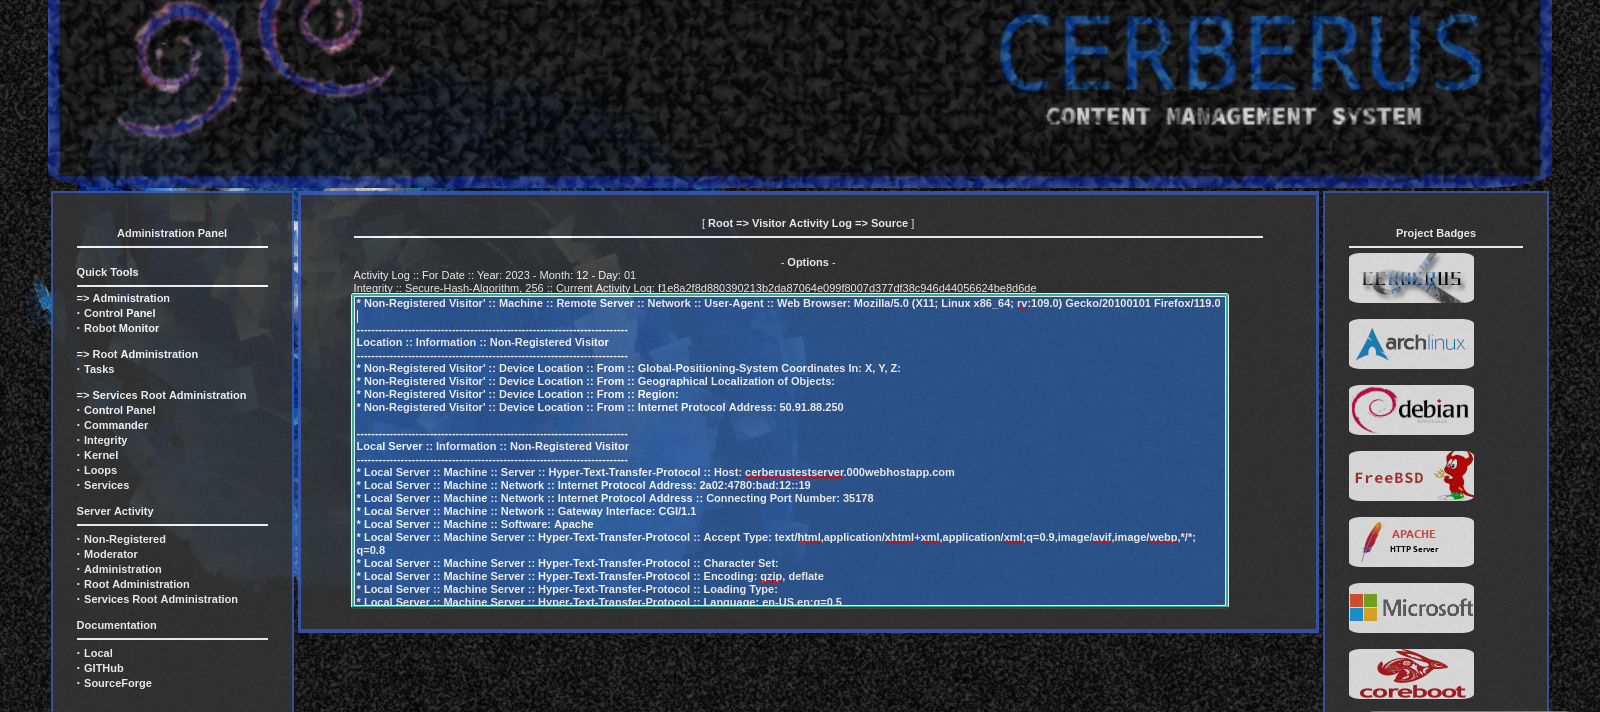 CERBERUS
CONTENT MANAGEMENT SYSTEM
Administration Panel
Quick Tools
=> Administration
· Control Panel
· Robot Monitor
=> Root Administration
· Tasks
=> Services Root Administration
· Control Panel
· Commander
· Integrity
· Kernel
· Loops
· Services
Server Activity
· Non-Registered
· Moderator
· Administration
· Root Administration
· Services Root Administration
Documentation
· Local
· GITHub
· SourceForge
[ Root => Visitor Activity Log => Source ]
- Options -
Activity Log :: For Date :: Year: 2023 - Month: 12 - Day: 01
Integrity :: Secure-Hash-Algorithm, 256 :: Current Activity Log: f1e8a2f8d880390213b2da87064e099f8007d377df38c946d44056624be8d6de
* Non-Registered Visitor' :: Machine :: Remote Server :: Network :: User-Agent :: Web Browser: Mozilla/5.0 (X11; Linux x86_64; rv:109.0) Gecko/20100101 Firefox/119.0
---------------------------------------------------------------------------
Location :: Information :: Non-Registered Visitor
---------------------------------------------------------------------------
* Non-Registered Visitor' :: Device Location :: From :: Global-Positioning-System Coordinates In: X, Y, Z:
* Non-Registered Visitor' :: Device Location :: From :: Geographical Localization of Objects:
* Non-Registered Visitor' :: Device Location :: From :: Region:
* Non-Registered Visitor' :: Device Location :: From :: Internet Protocol Address: 50.91.88.250
---------------------------------------------------------------------------
Local Server :: Information :: Non-Registered Visitor
---------------------------------------------------------------------------
* Local Server :: Machine :: Server :: Hyper-Text-Transfer-Protocol :: Host: cerberustestserver.000webhostapp.com
* Local Server :: Machine :: Network :: Internet Protocol Address: 2a02:4780:bad:12::19
* Local Server :: Machine :: Network :: Internet Protocol Address :: Connecting Port Number: 35178
* Local Server :: Machine :: Network :: Gateway Interface: CGI/1.1
* Local Server :: Machine :: Software: Apache
* Local Server :: Machine Server :: Hyper-Text-Transfer-Protocol :: Accept Type: text/html,application/xhtml+xml,application/xml;q=0.9,image/avif,image/webp,*/*;
q=0.8
* Local Server :: Machine Server :: Hyper-Text-Transfer-Protocol :: Character Set:
* Local Server :: Machine Server :: Hyper-Text-Transfer-Protocol :: Encoding: gzip, deflate
* Local Server :: Machine Server :: Hyper-Text-Transfer-Protocol :: Loading Type:
* Local Server :: Machine Server :: Hyper-Text-Transfer-Protocol :: Language: en-US,en;q=0.5
Project Badges
CERBERUS
archlinux
debian
FreeBSD
APACHE
HTTP Server
Microsoft
coreboot